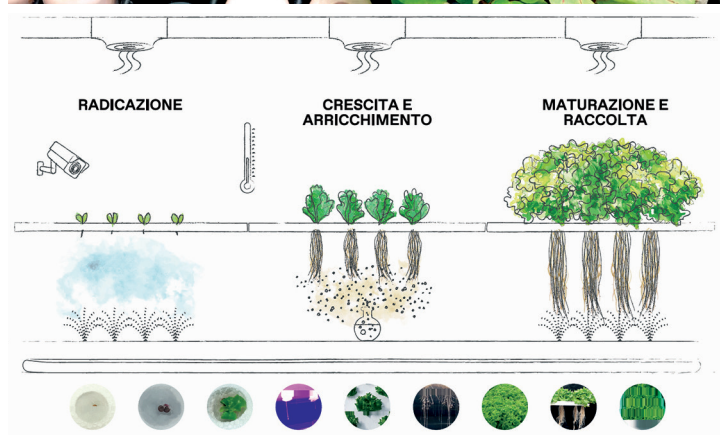 RADICAZIONE
CRESCITA E
ARRICCHIMENTO
MATURAZIONE E
RACCOLTA